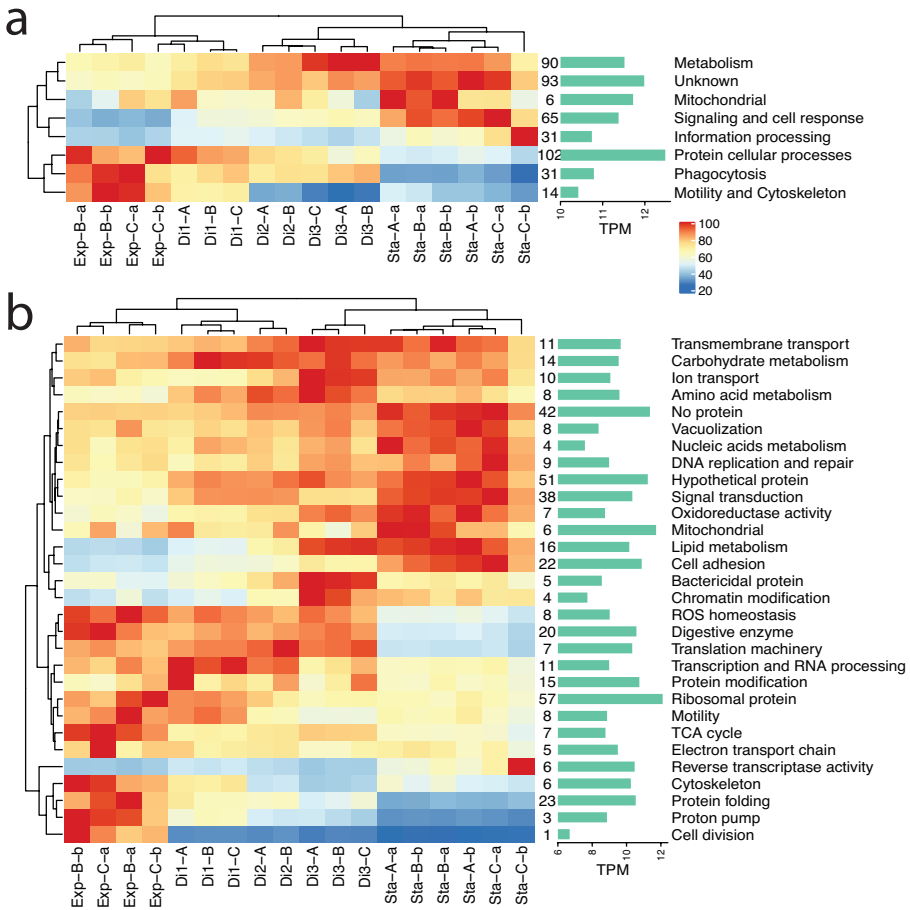 a
90 Metabolism
93 Unknown
6 Mitochondrial
65 Signaling and cell response
31 Information processing
102 Protein cellular processes
31 Phagocytosis
14 Motility and Cytoskeleton
Exp-B-a Exp-B-b Exp-C-a Exp-C-b Di1-A Di1-B Di1-C Di2-A Di2-B Di3-C Di3-A Di3-B Sta-A-a Sta-B-a Sta-B-b Sta-A-b Sta-C-a Sta-C-b
10 11 12
TPM
100
80
60
40
20
b
11 Transmembrane transport
14 Carbohydrate metabolism
10 Ion transport
8 Amino acid metabolism
42 No protein
8 Vacuolization
4 Nucleic acids metabolism
9 DNA replication and repair
51 Hypothetical protein
38 Signal transduction
7 Oxidoreductase activity
6 Mitochondrial
16 Lipid metabolism
22 Cell adhesion
5 Bactericidal protein
4 Chromatin modification
8 ROS homeostasis
20 Digestive enzyme
7 Translation machinery
11 Transcription and RNA processing
15 Protein modification
57 Ribosomal protein
8 Motility
7 TCA cycle
5 Electron transport chain
6 Reverse transcriptase activity
6 Cytoskeleton
23 Protein folding
3 Proton pump
1 Cell division
Exp-B-b Exp-C-a Exp-B-a Exp-C-b Di1-A Di1-B Di1-C Di2-A Di2-B Di3-A Di3-B Di3-C Sta-A-a Sta-B-b Sta-B-a Sta-A-b Sta-C-a Sta-C-b
6 8 10 12
TPM